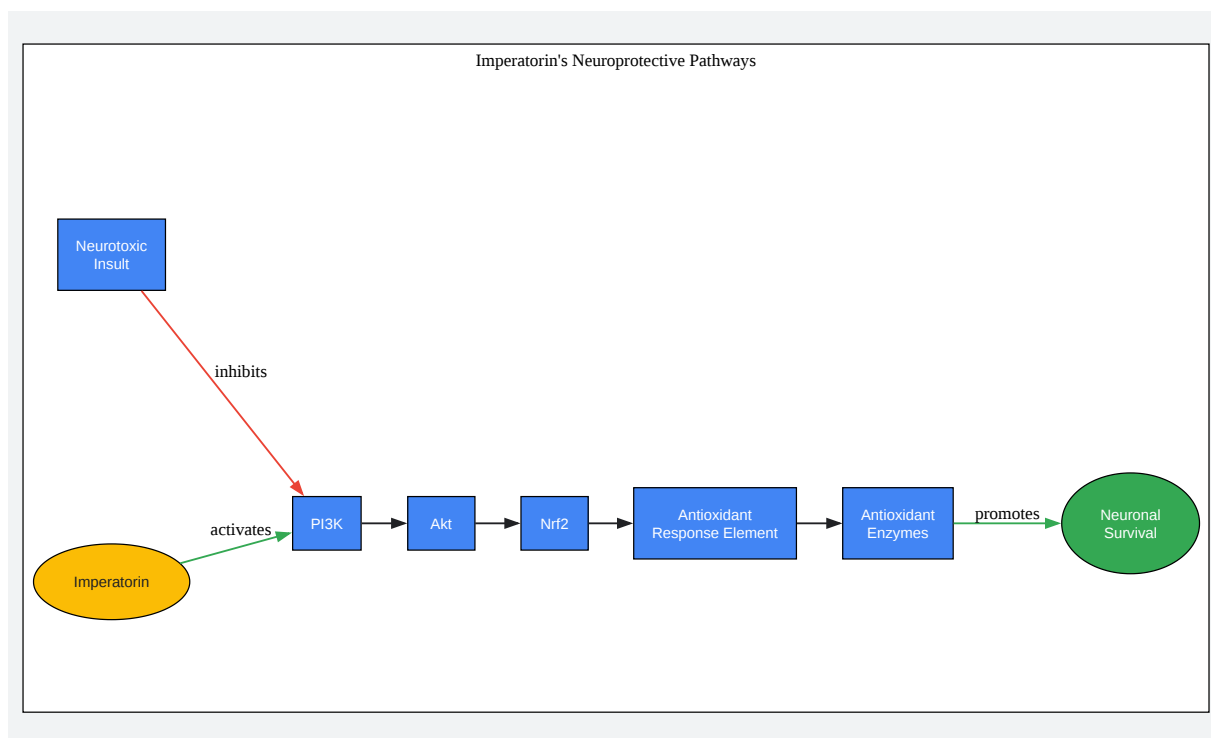 Imperatorin's Neuroprotective Pathways
Neurotoxic
Insult
inhibits
activates
Imperatorin
PI3K
Akt
Nrf2
Antioxidant
Response Element
Antioxidant
Enzymes
promotes
Neuronal
Survival